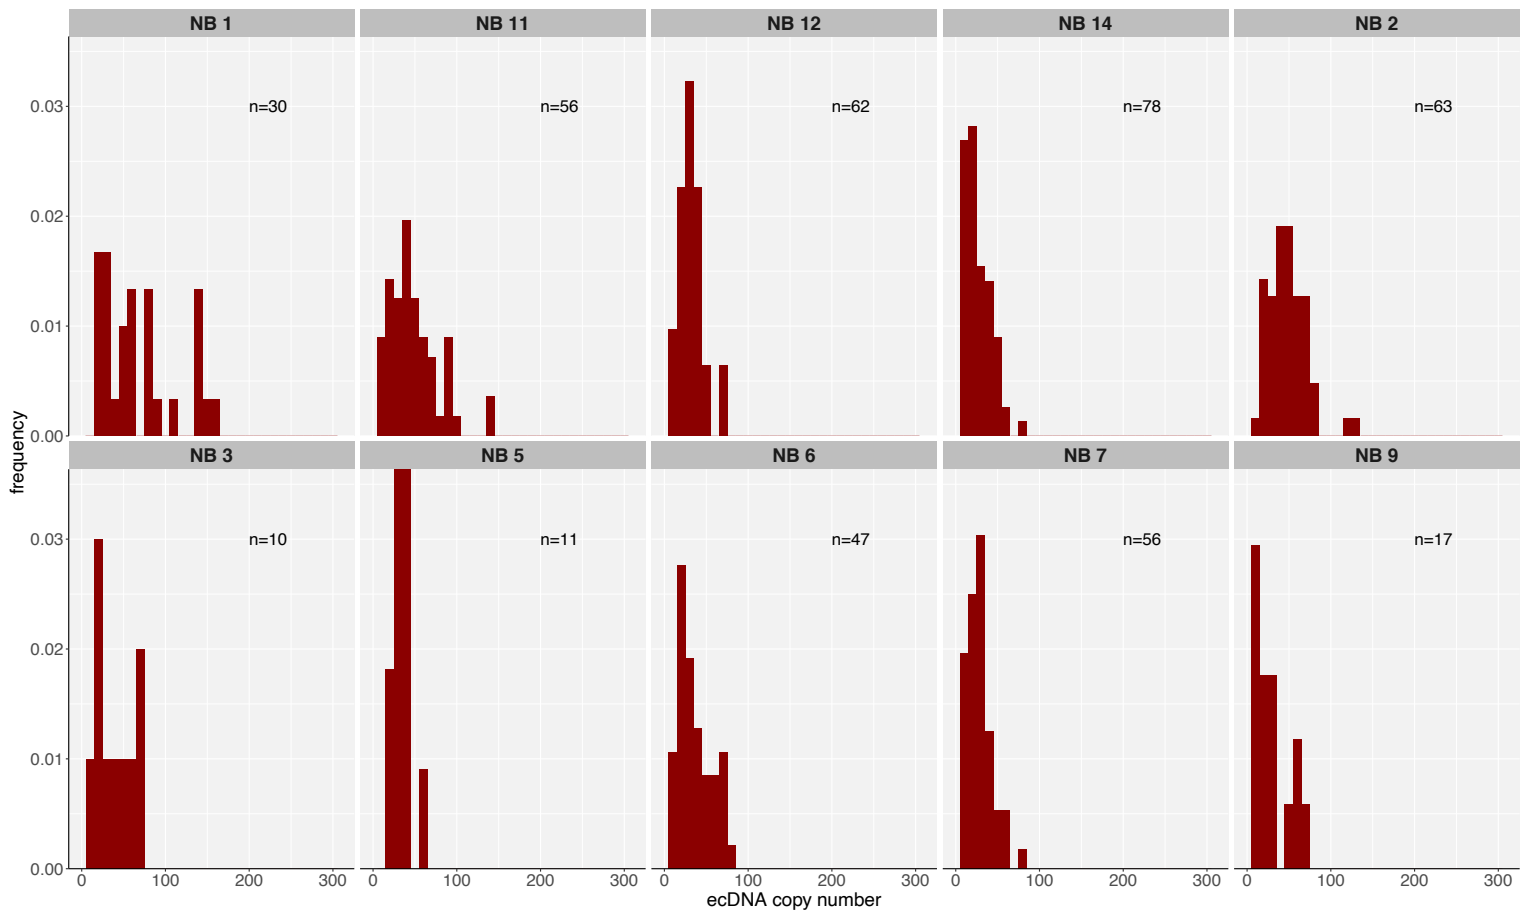 NB 1 NB 11 NB 12 NB 14 NB 2
0.03 n=30 n=56 n=62 n=78 n=63
0.02
0.01
0.00
NB 3 NB 5 NB 6 NB 7 NB 9
frequency
0.03 n=10 n=11 n=47 n=56 n=17
0.02
0.01
0.00
0 100 200 300 0 100 200 300 0 100 200 300 0 100 200 300 0 100 200 300
ecDNA copy number